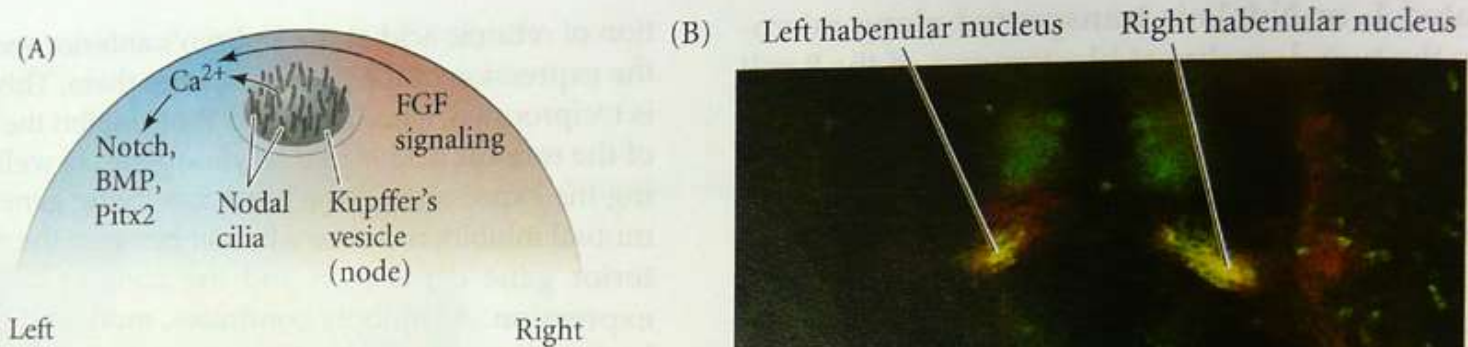 (A)
Ca2+
FGF
signaling
Notch,
BMP,
Pitx2
Nodal
cilia
Kupffer's
vesicle
(node)
Left
Right
(B)
Left habenular nucleus
Right habenular nucleus